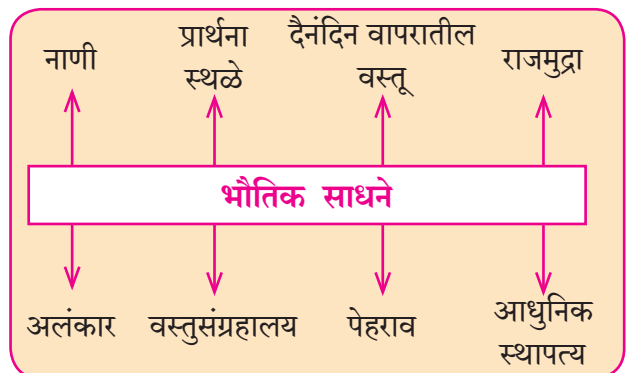 नाणी
प्रार्थना
स्थळे
दैनंदिन वापरातील
वस्तू
राजमुद्रा
भौतिक साधने
अलंकार
वस्तुसंग्रहालय
पेहराव
आधुनिक
स्थापत्य